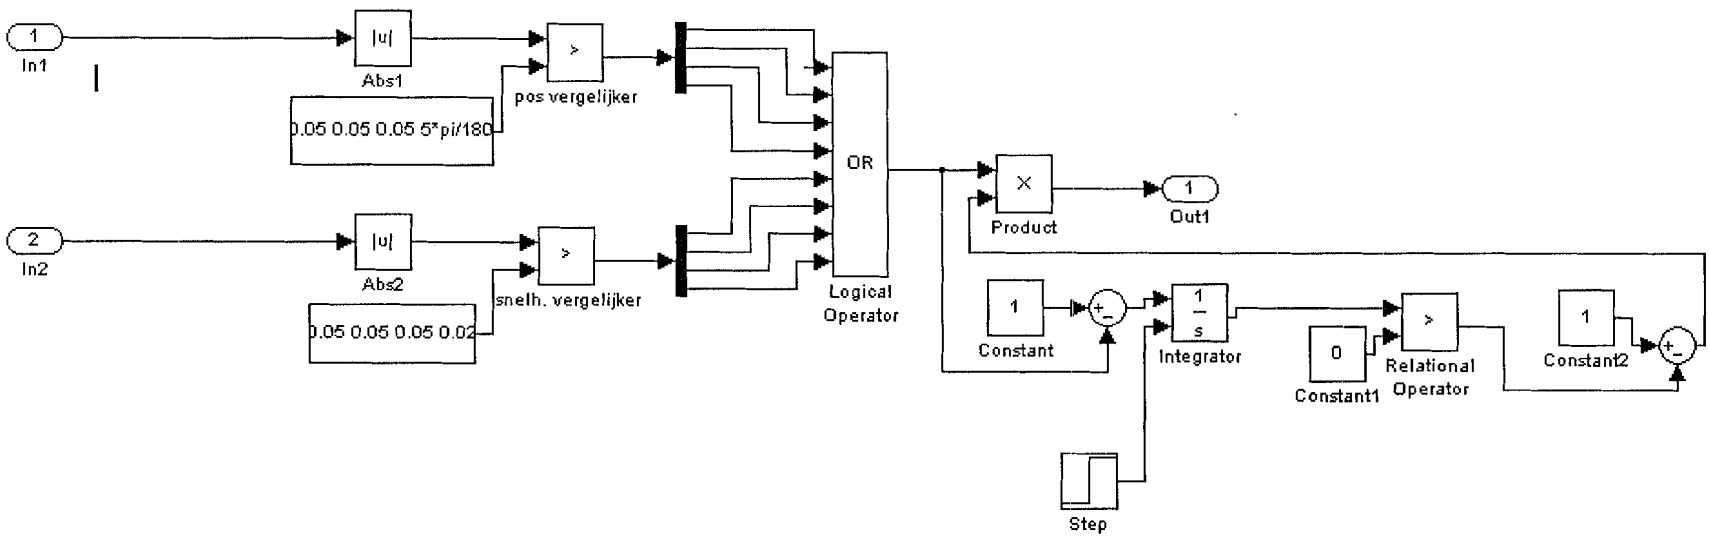 1
In1
|u|
Abs1
>
pos vergelijker
0.05 0.05 0.05 5*pi/180
2
In2
|u|
Abs2
>
snelh. vergelijker
0.05 0.05 0.05 0.02
OR
Logical
Operator
×
Product
1
Out1
1
Constant
+
−
1
s
Integrator
Step
0
Constant1
>
Relational
Operator
1
Constant2
+
−